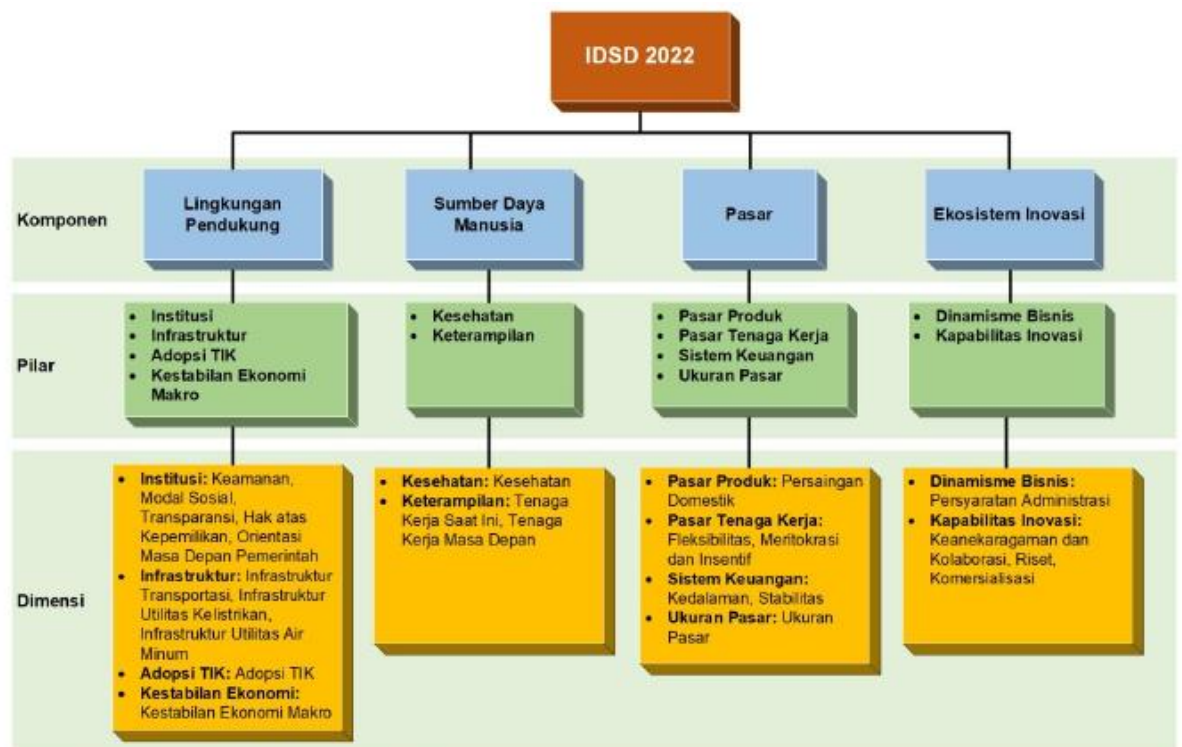 IDSD 2022
Komponen
Lingkungan
Pendukung
Sumber Daya
Manusia
Pasar
Ekosistem Inovasi
Pilar
• Institusi
• Infrastruktur
• Adopsi TIK
• Kestabilan Ekonomi
Makro
• Kesehatan
• Keterampilan
• Pasar Produk
• Pasar Tenaga Kerja
• Sistem Keuangan
• Ukuran Pasar
• Dinamisme Bisnis
• Kapabilitas Inovasi
Dimensi
• Institusi: Keamanan,
Modal Sosial,
Transparansi, Hak atas
Kepemilikan, Orientasi
Masa Depan Pemerintah
• Infrastruktur: Infrastruktur
Transportasi, Infrastruktur
Utilitas Kelistrikan,
Infrastruktur Utilitas Air
Minum
• Adopsi TIK: Adopsi TIK
• Kestabilan Ekonomi:
Kestabilan Ekonomi Makro
• Kesehatan: Kesehatan
• Keterampilan: Tenaga
Kerja Saat Ini, Tenaga
Kerja Masa Depan
• Pasar Produk: Persaingan
Domestik
• Pasar Tenaga Kerja:
Fleksibilitas, Meritokrasi
dan Insentif
• Sistem Keuangan:
Kedalaman, Stabilitas
• Ukuran Pasar: Ukuran
Pasar
• Dinamisme Bisnis:
Persyaratan Administrasi
• Kapabilitas Inovasi:
Keanekaragaman dan
Kolaborasi, Riset,
Komersialisasi